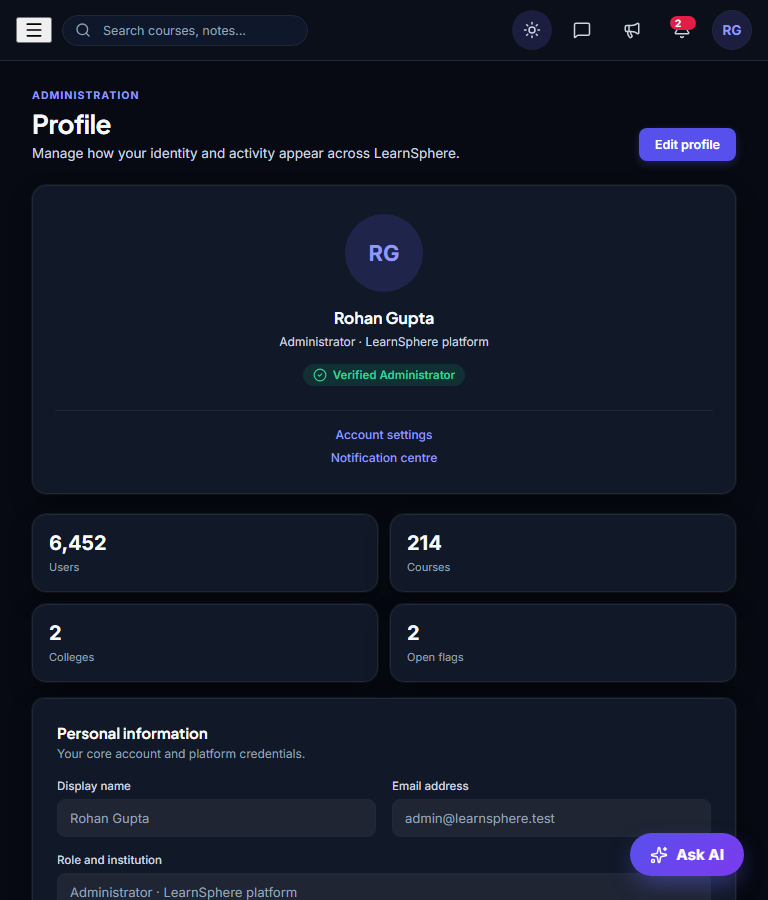 Search courses, notes...
2
RG
ADMINISTRATION
Profile
Manage how your identity and activity appear across LearnSphere.
Edit profile
RG
Rohan Gupta
Administrator · LearnSphere platform
Verified Administrator
Account settings
Notification centre
6,452
Users
214
Courses
2
Colleges
2
Open flags
Personal information
Your core account and platform credentials.
Display name
Rohan Gupta
Email address
admin@learnsphere.test
Role and institution
Administrator · LearnSphere platform
Ask AI